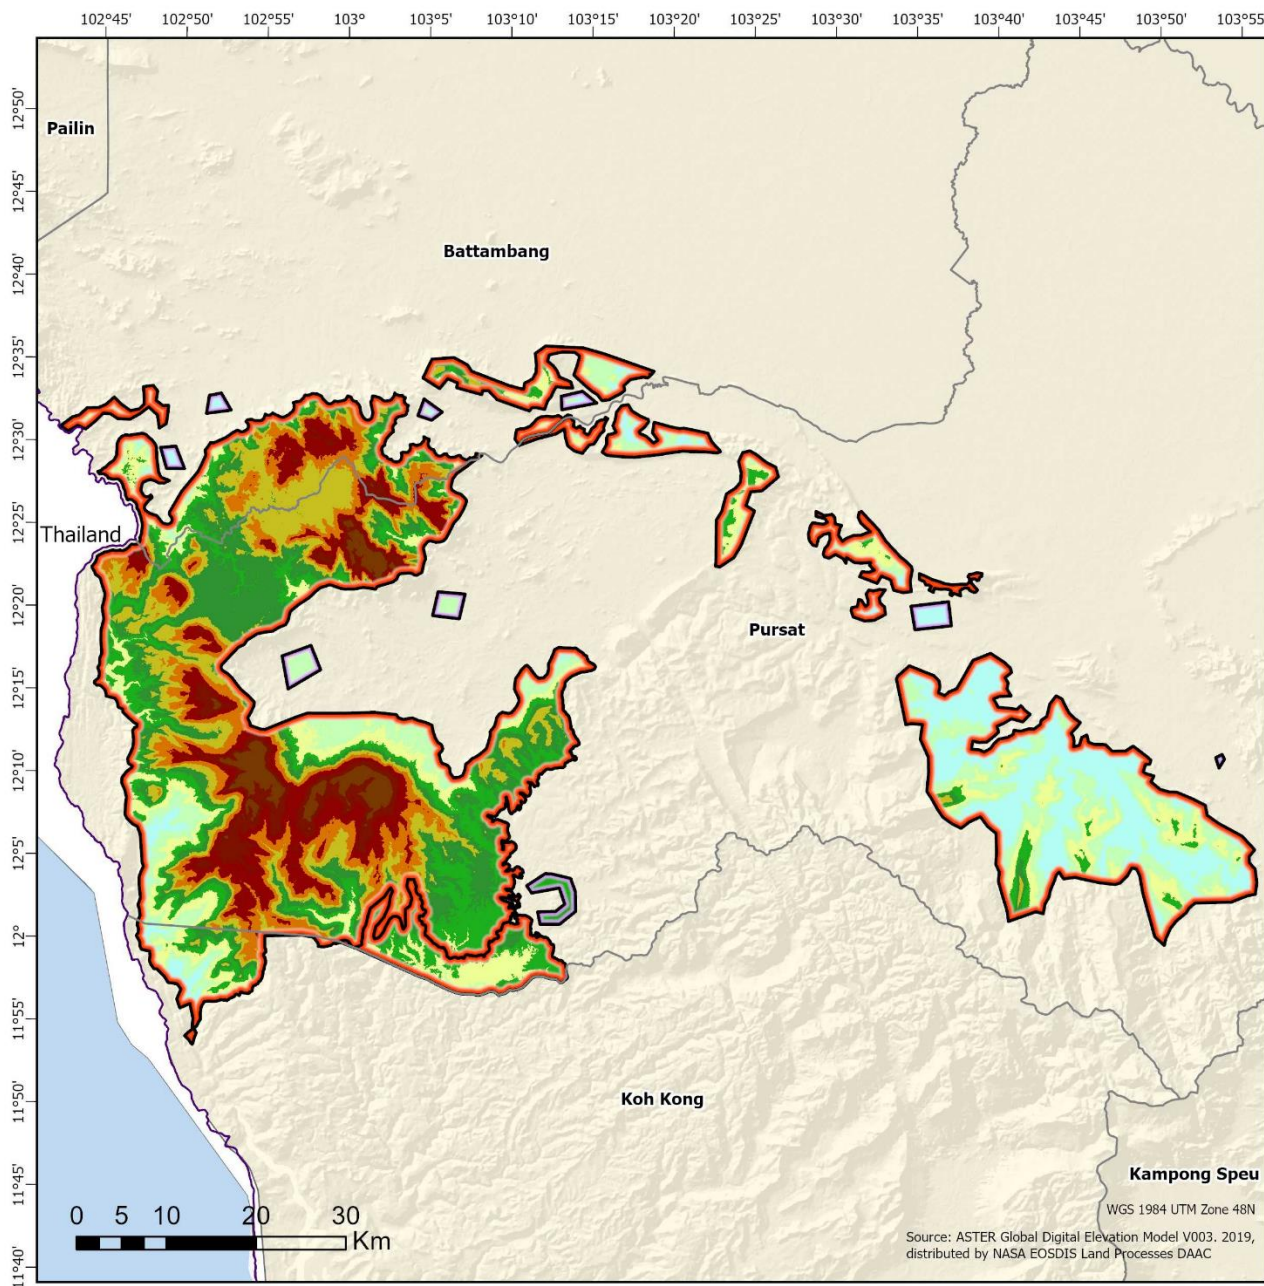 102°45' 102°50' 102°55' 103° 103°5' 103°10' 103°15' 103°20' 103°25' 103°30' 103°35' 103°40' 103°45' 103°50' 103°55'
12°50'
Pailin
12°45'
Battambang
12°40'
12°35'
12°30'
12°25'
Thailand
12°20'
Pursat
12°15'
12°10'
12°5'
12°
11°55'
11°50'
Koh Kong
11°45'
Kampong Speu
0 5 10 20 30
Km
WGS 1984 UTM Zone 48N
Source: ASTER Global Digital Elevation Model V003. 2019,
distributed by NASA EOSDIS Land Processes DAAC
11°40'